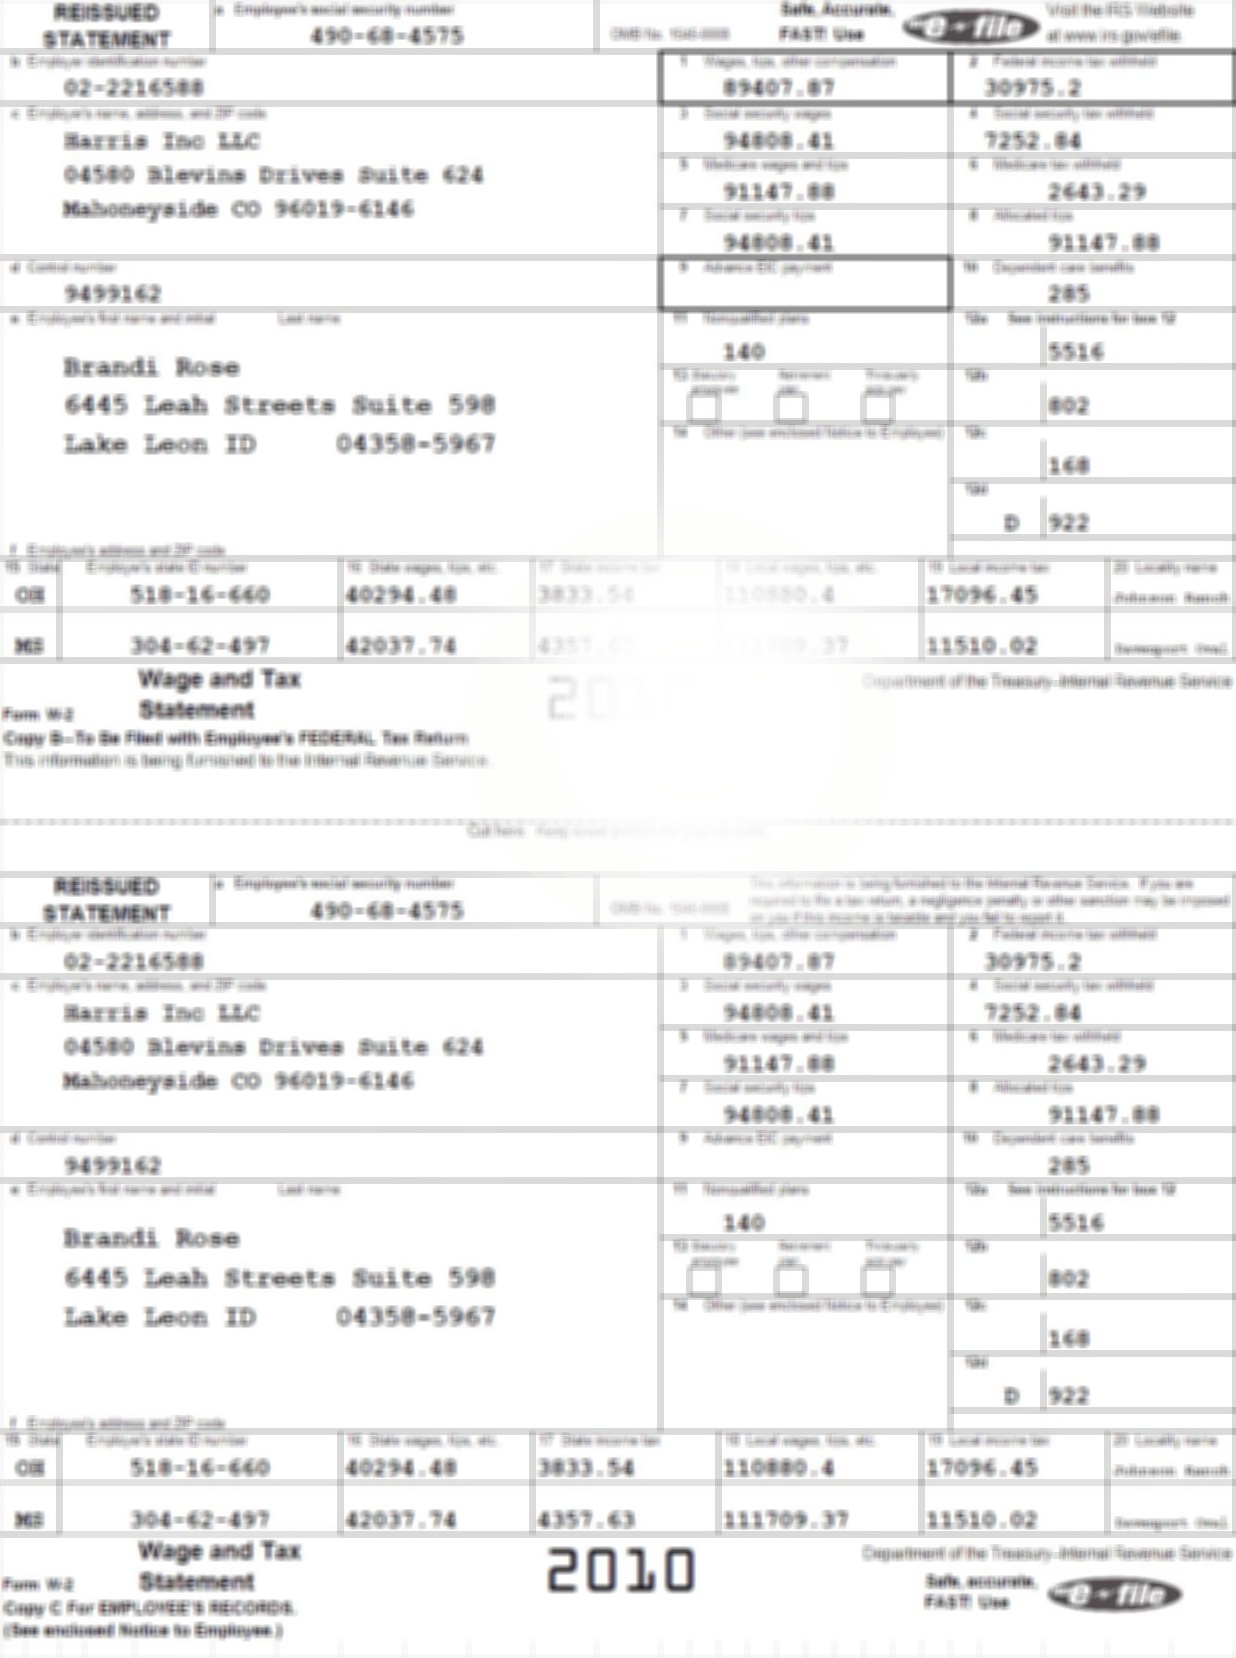 REISSUED STATEMENT
a Employee's social security number
490-68-4575
OMB No. 1545-0008
Safe, Accurate, FAST! Use
e-file
Visit the IRS Website at www.irs.gov/efile.
b Employer identification number
02-2216588
1 Wages, tips, other compensation
89407.87
2 Federal income tax withheld
30975.2
c Employer's name, address, and ZIP code
Harris Inc LLC
04580 Blevins Drives Suite 624
Mahoneyside CO 96019-6146
3 Social security wages
94808.41
4 Social security tax withheld
7252.84
5 Medicare wages and tips
91147.88
6 Medicare tax withheld
2643.29
7 Social security tips
94808.41
8 Allocated tips
91147.88
d Control number
9499162
9 Advance EIC payment
10 Dependent care benefits
285
e Employee's first name and initial Last name
Brandi Rose
6445 Leah Streets Suite 598
Lake Leon ID 04358-5967
11 Nonqualified plans
140
12a See instructions for box 12
5516
13 Statutory employee
Retirement plan
Third-party sick pay
12b
802
14 Other (see enclosed Notice to Employee)
12c
168
12d
D 922
f Employee's address and ZIP code
15 State Employer's state ID number 16 State wages, tips, etc. 17 State income tax 18 Local wages, tips, etc. 19 Local income tax 20 Locality name
OH 518-16-660 40294.48 3833.54 110880.4 17096.45 Johnson Ranch
MS 304-62-497 42037.74 4357.63 111709.37 11510.02 Davenport Oval
Wage and Tax
Form W-2 Statement
201
Department of the Treasury-Internal Revenue Service
Copy B-To Be Filed with Employee's FEDERAL Tax Return
This information is being furnished to the Internal Revenue Service.
Cut here.
REISSUED STATEMENT
a Employee's social security number
490-68-4575
OMB No. 1545-0008
This information is being furnished to the Internal Revenue Service. If you are
required to file a tax return, a negligence penalty or other sanction may be imposed
on you if this income is taxable and you fail to report it.
b Employer identification number
02-2216588
1 Wages, tips, other compensation
89407.87
2 Federal income tax withheld
30975.2
c Employer's name, address, and ZIP code
Harris Inc LLC
04580 Blevins Drives Suite 624
Mahoneyside CO 96019-6146
3 Social security wages
94808.41
4 Social security tax withheld
7252.84
5 Medicare wages and tips
91147.88
6 Medicare tax withheld
2643.29
7 Social security tips
94808.41
8 Allocated tips
91147.88
d Control number
9499162
9 Advance EIC payment
10 Dependent care benefits
285
e Employee's first name and initial Last name
Brandi Rose
6445 Leah Streets Suite 598
Lake Leon ID 04358-5967
11 Nonqualified plans
140
12a See instructions for box 12
5516
13 Statutory employee
Retirement plan
Third-party sick pay
12b
802
14 Other (see enclosed Notice to Employee)
12c
168
12d
D 922
f Employee's address and ZIP code
15 State Employer's state ID number 16 State wages, tips, etc. 17 State income tax 18 Local wages, tips, etc. 19 Local income tax 20 Locality name
OH 518-16-660 40294.48 3833.54 110880.4 17096.45 Johnson Ranch
MS 304-62-497 42037.74 4357.63 111709.37 11510.02 Davenport Oval
Wage and Tax
Form W-2 Statement
2010
Department of the Treasury-Internal Revenue Service
Safe, accurate, FAST! Use
e-file
Copy C For EMPLOYEE'S RECORDS.
(See enclosed Notice to Employee.)